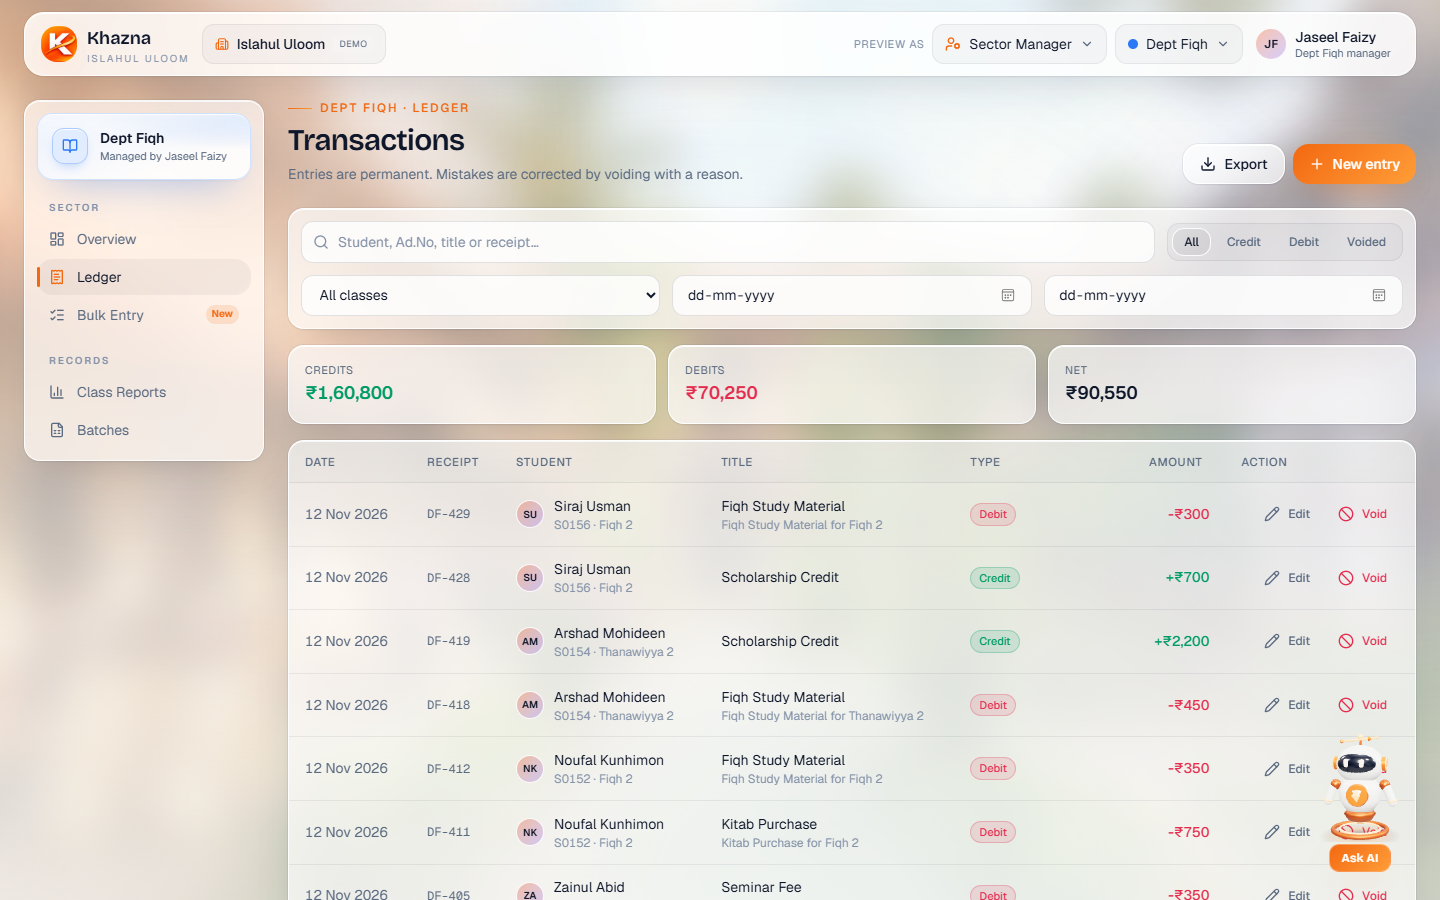 Khazna
ISLAHUL ULOOM
Islahul Uloom DEMO
PREVIEW AS
Sector Manager
Dept Fiqh
JF
Jaseel Faizy
Dept Fiqh manager
Dept Fiqh
Managed by Jaseel Faizy
SECTOR
Overview
Ledger
Bulk Entry New
RECORDS
Class Reports
Batches
DEPT FIQH · LEDGER
Transactions
Entries are permanent. Mistakes are corrected by voiding with a reason.
Export
+ New entry
Student, Ad.No, title or receipt...
All Credit Debit Voided
All classes
dd-mm-yyyy
dd-mm-yyyy
CREDITS
₹1,60,800
DEBITS
₹70,250
NET
₹90,550
DATE RECEIPT STUDENT TITLE TYPE AMOUNT ACTION
12 Nov 2026 DF-429 SU Siraj Usman Fiqh Study Material Debit -₹300 Edit Void
S0156 · Fiqh 2 Fiqh Study Material for Fiqh 2
12 Nov 2026 DF-428 SU Siraj Usman Scholarship Credit Credit +₹700 Edit Void
S0156 · Fiqh 2
12 Nov 2026 DF-419 AM Arshad Mohideen Scholarship Credit Credit +₹2,200 Edit Void
S0154 · Thanawiyya 2
12 Nov 2026 DF-418 AM Arshad Mohideen Fiqh Study Material Debit -₹450 Edit Void
S0154 · Thanawiyya 2 Fiqh Study Material for Thanawiyya 2
12 Nov 2026 DF-412 NK Noufal Kunhimon Fiqh Study Material Debit -₹350 Edit
S0152 · Fiqh 2 Fiqh Study Material for Fiqh 2
12 Nov 2026 DF-411 NK Noufal Kunhimon Kitab Purchase Debit -₹750 Edit
S0152 · Fiqh 2 Kitab Purchase for Fiqh 2
Ask AI
12 Nov 2026 DF-405 ZA Zainul Abid Seminar Fee Debit -₹350 Edit Void